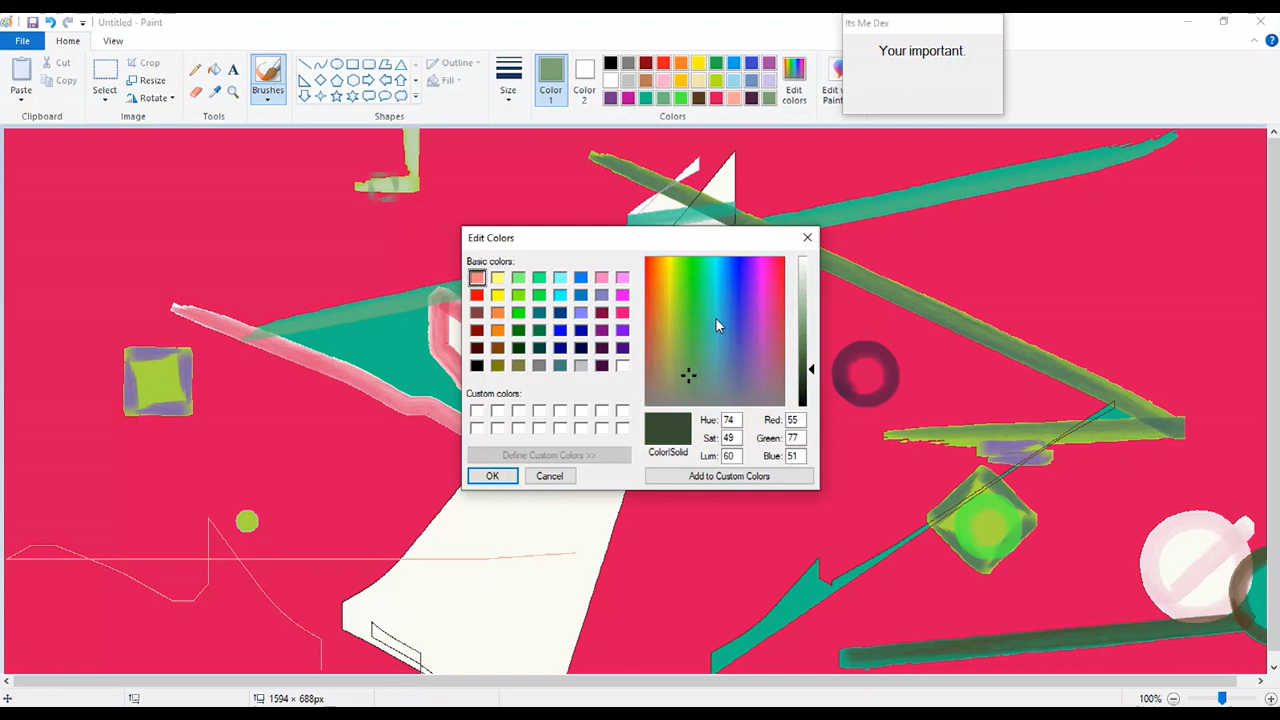 Untitled - Paint
Its Me Dex
Your important.
File
Home
View
Cut
Copy
Paste
Clipboard
Crop
Resize
Rotate
Select
Image
Tools
Brushes
Outline
Fill
Shapes
Size
Color
1
Color
2
Edit
colors
Colors
Edit w
Paint
Edit Colors
Basic colors:
Custom colors:
Define Custom Colors >>
OK
Cancel
Hue: 74
Red: 55
Sat: 49
Green: 77
Color|Solid
Lum: 60
Blue: 51
Add to Custom Colors
1594 × 688px
100%